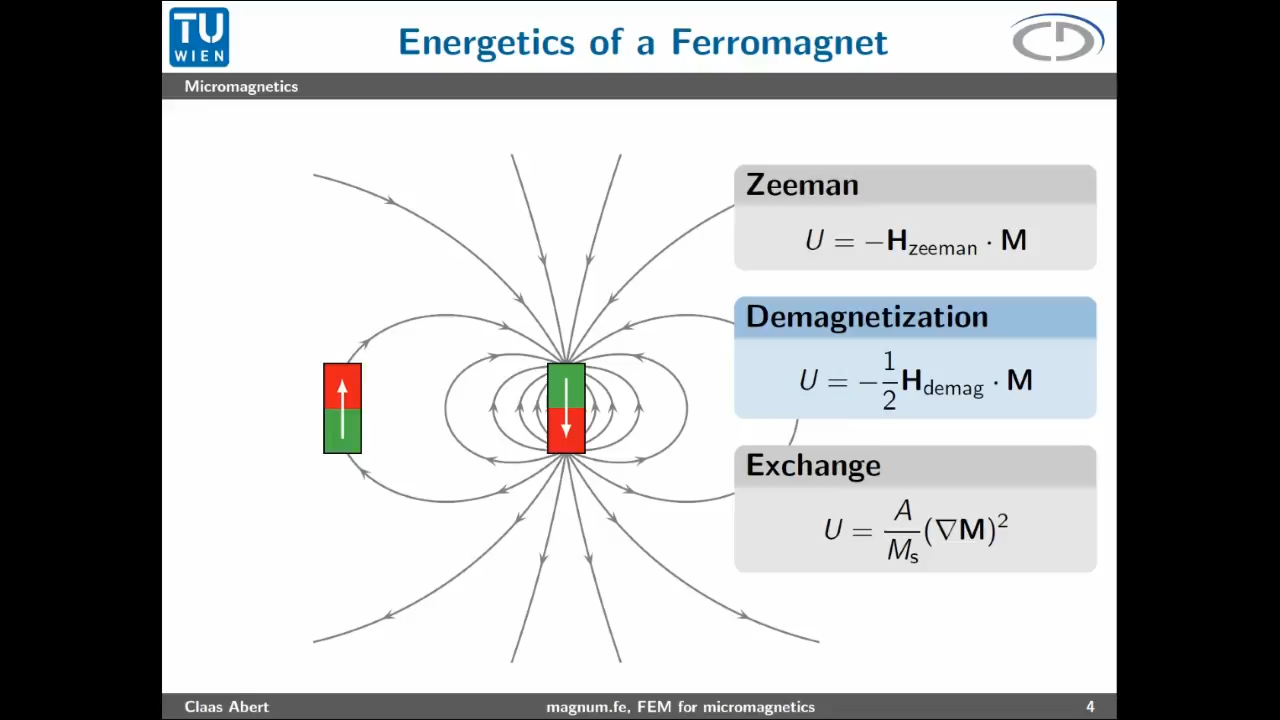 TU
WIEN
Energetics of a Ferromagnet
Micromagnetics
Zeeman
U = −H_zeeman · M
Demagnetization
U = −1/2 H_demag · M
Exchange
U = A/M_s (∇M)²
Claas Abert
magnum.fe, FEM for micromagnetics
4